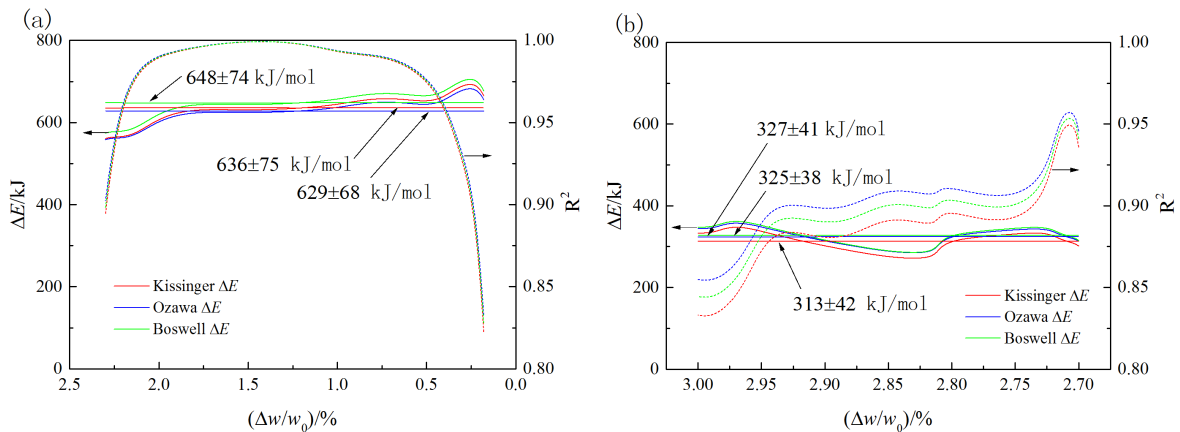 (a)
800
600
400
200
0
ΔE/kJ
2.5
2.0
1.5
1.0
0.5
0.0
(Δw/w0)/%
1.00
0.95
0.90
0.85
0.80
R²
648±74 kJ/mol
636±75 kJ/mol
629±68 kJ/mol
Kissinger ΔE
Ozawa ΔE
Boswell ΔE
(b)
800
600
400
200
0
ΔE/kJ
3.00
2.95
2.90
2.85
2.80
2.75
2.70
(Δw/w0)/%
1.00
0.95
0.90
0.85
0.80
R²
327±41 kJ/mol
325±38 kJ/mol
313±42 kJ/mol
Kissinger ΔE
Ozawa ΔE
Boswell ΔE